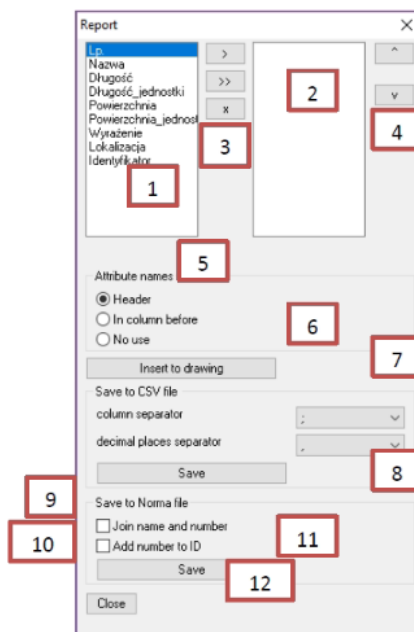 Report
Lp.
Nazwa
Długość
Długość_jednostki
Powierzchnia
Powierzchnia_jednost
Wyrażenie
Lokalizacja
Identyfikator
>
>>
x
^
v
1
2
3
4
5
Attribute names
Header
In column before
No use
6
7
Insert to drawing
Save to CSV file
column separator ;
decimal places separator ,
Save
8
9
Save to Norma file
Join name and number
10
Add number to ID
11
Save
12
Close